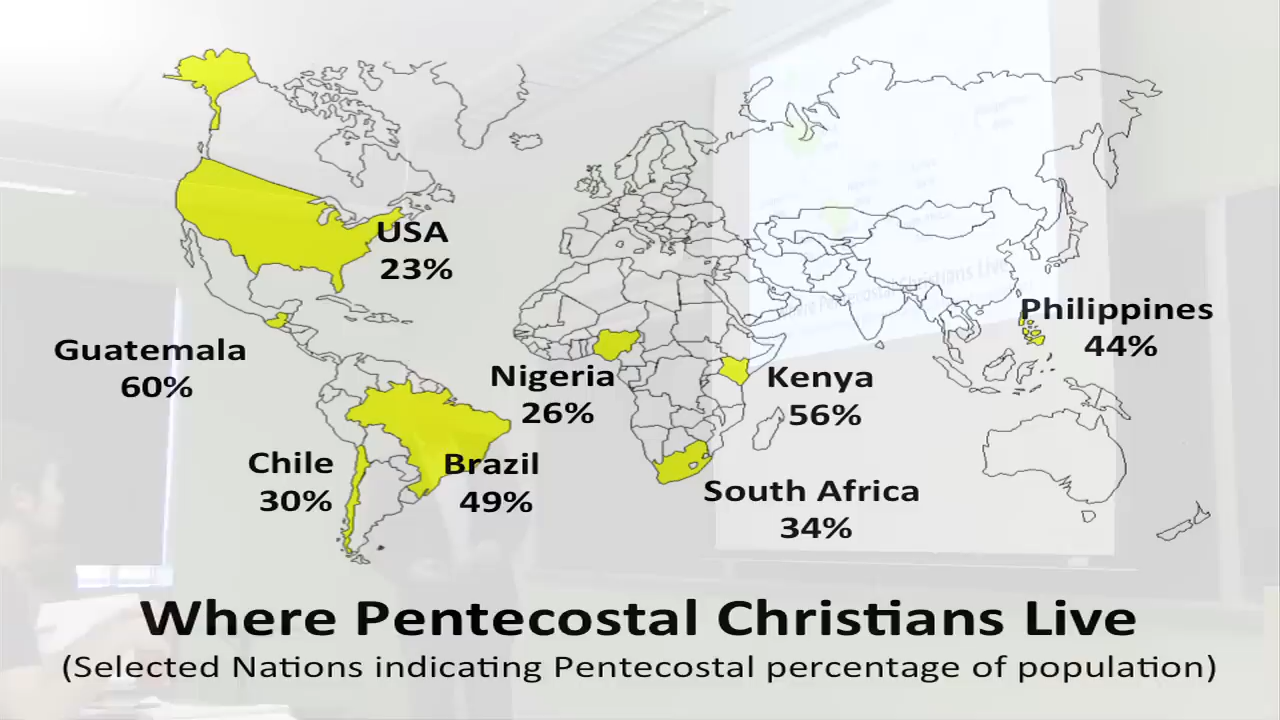 USA
23%
Guatemala
60%
Nigeria
26%
Kenya
56%
Philippines
44%
Chile
30%
Brazil
49%
South Africa
34%
Where Pentecostal Christians Live
(Selected Nations indicating Pentecostal percentage of population)